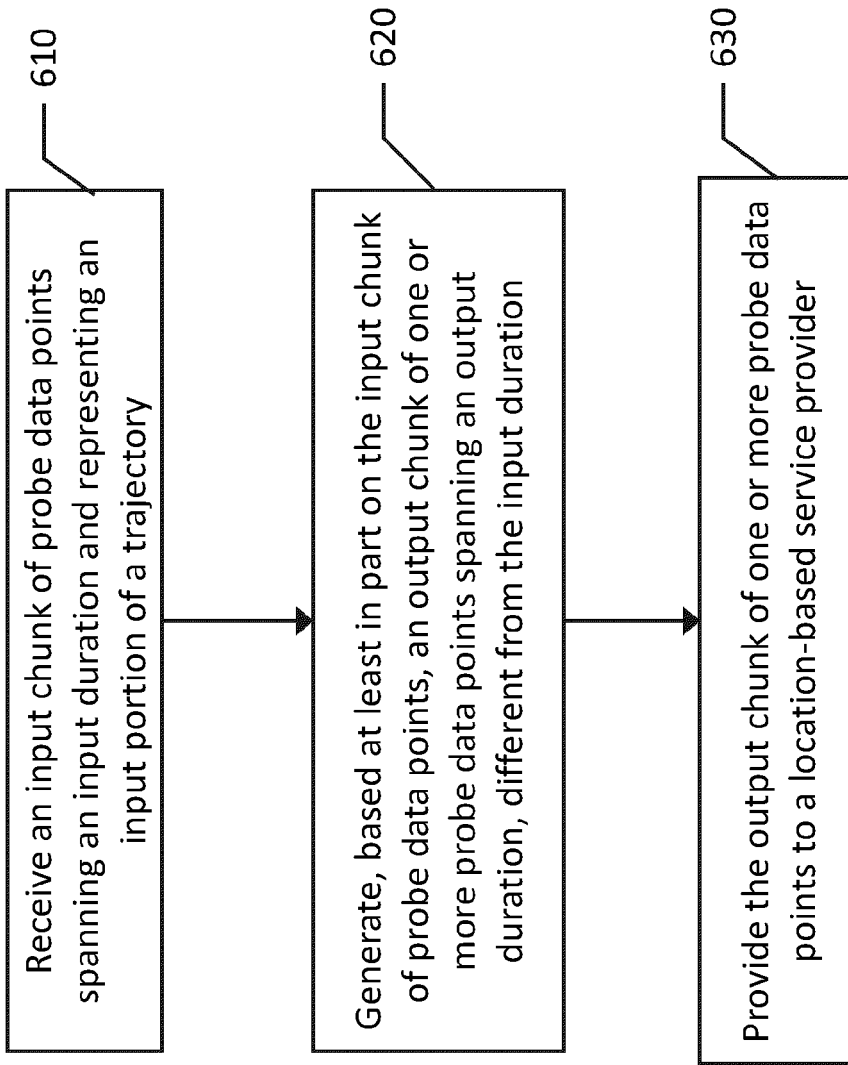 Receive an input chunk of probe data points
spanning an input duration and representing an
input portion of a trajectory
610
Generate, based at least in part on the input chunk
of probe data points, an output chunk of one or
more probe data points spanning an output
duration, different from the input duration
620
Provide the output chunk of one or more probe data
points to a location-based service provider
630